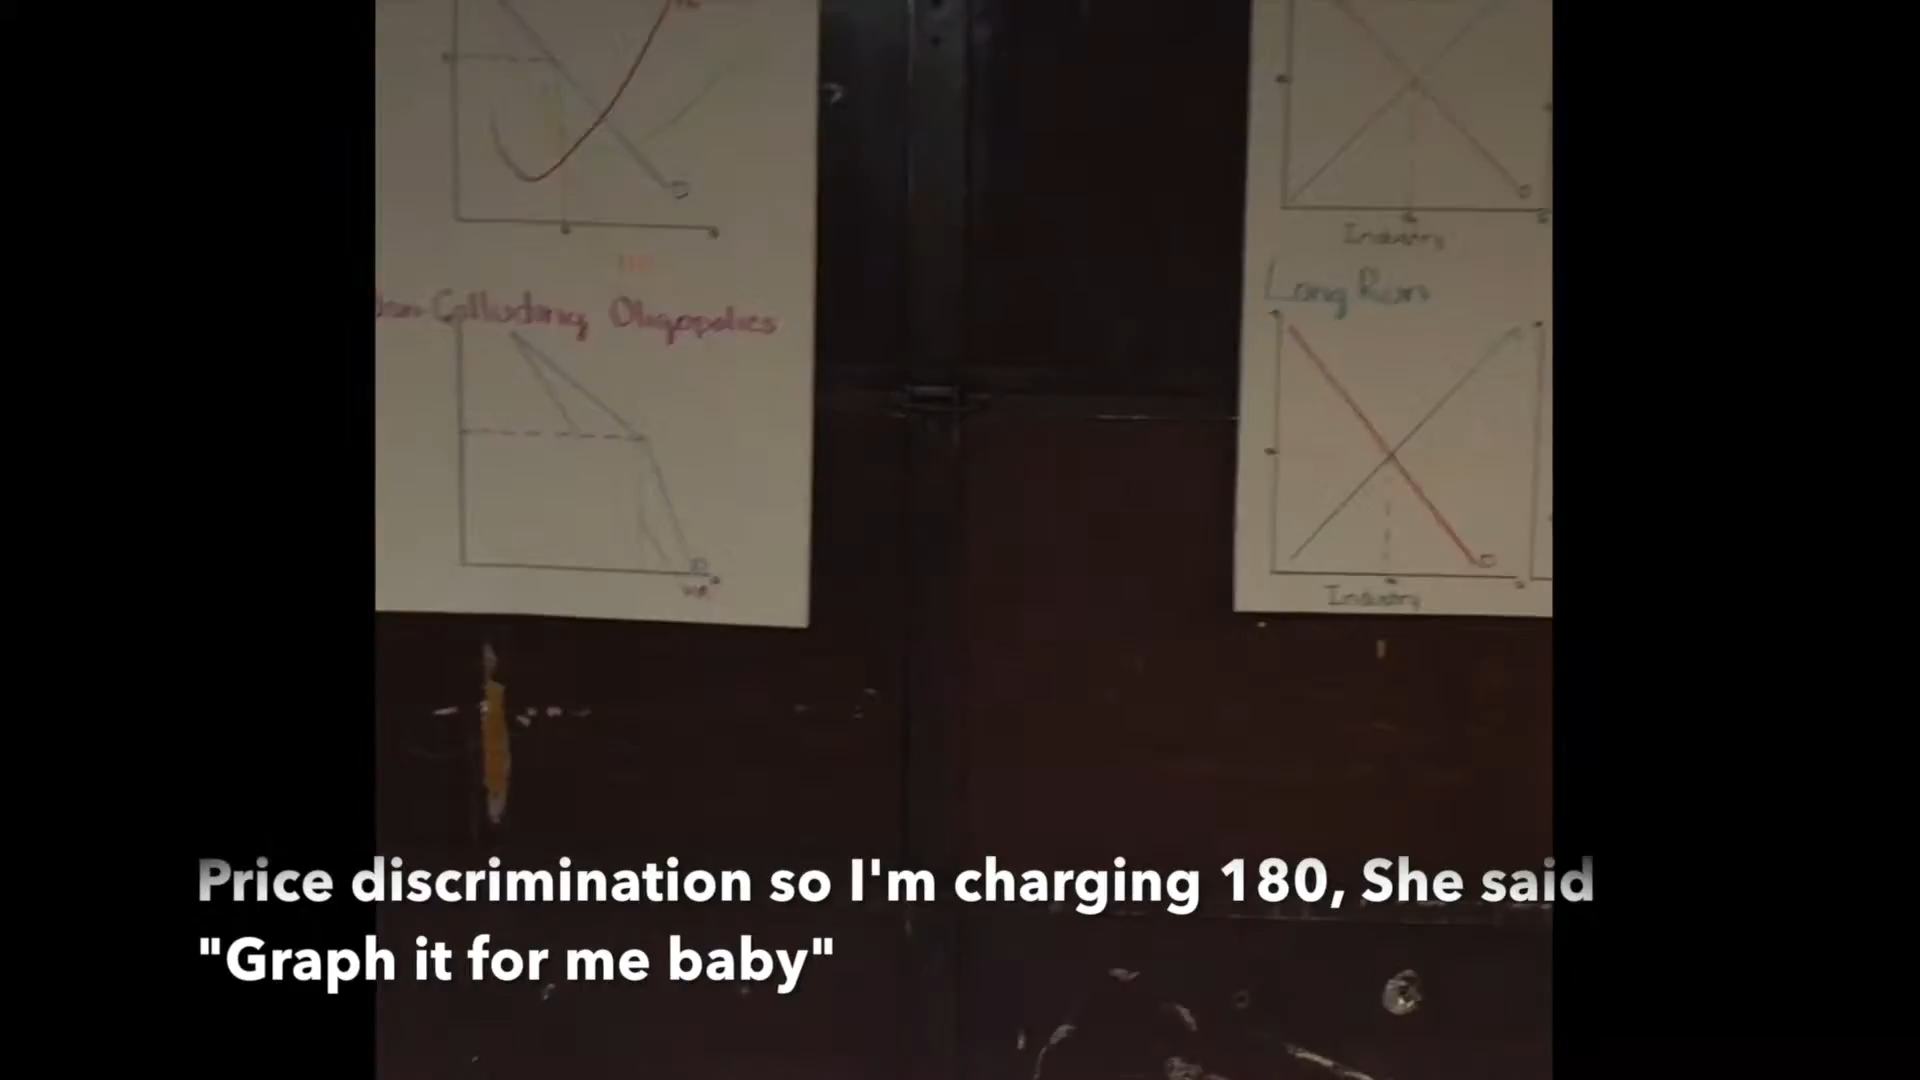 Non-Colluding Oligopolies
D
MR
D
Industry
Long Run
D
Industry
Price discrimination so I'm charging 180, She said
"Graph it for me baby"